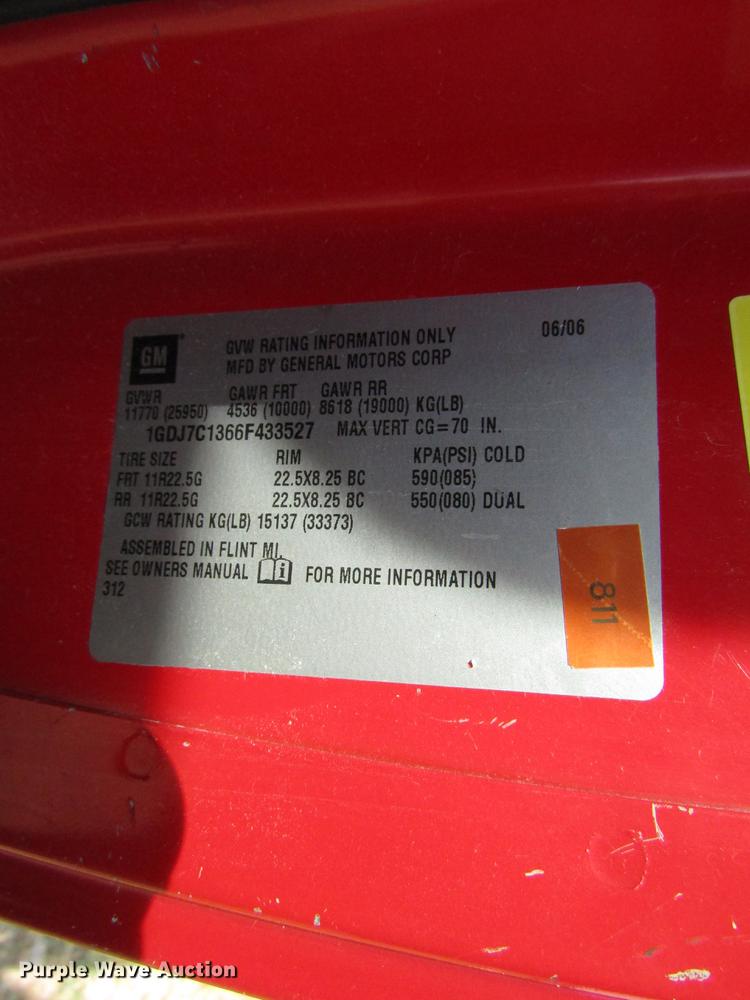 GM
GVW RATING INFORMATION ONLY 06/06
MFD BY GENERAL MOTORS CORP
GVWR GAWR FRT GAWR RR
11770 (25950) 4536 (10000) 8618 (19000) KG(LB)
1GDJ7C1366F433527 MAX VERT CG=70 IN.
TIRE SIZE RIM KPA(PSI) COLD
FRT 11R22.5G 22.5X8.25 BC 590(085)
RR 11R22.5G 22.5X8.25 BC 550(080) DUAL
GCW RATING KG(LB) 15137 (33373)
ASSEMBLED IN FLINT MI.
SEE OWNERS MANUAL i FOR MORE INFORMATION
312
811
Purple Wave Auction